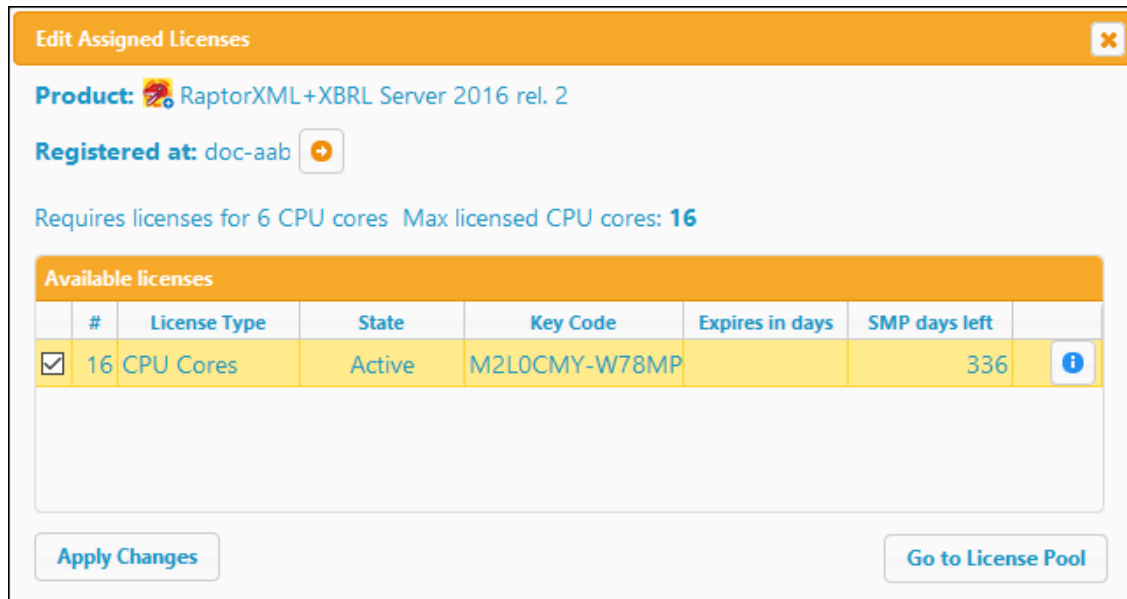 Edit Assigned Licenses
Product: RaptorXML+XBRL Server 2016 rel. 2
Registered at: doc-aab
Requires licenses for 6 CPU cores Max licensed CPU cores: 16
Available licenses
# License Type State Key Code Expires in days SMP days left
16 CPU Cores Active M2L0CMY-W78MP 336
Apply Changes Go to License Pool